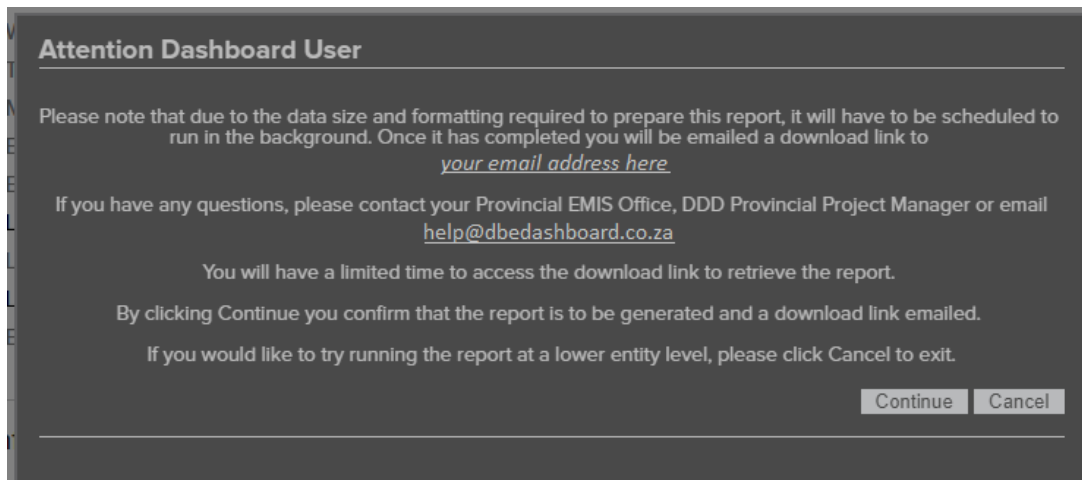 Attention Dashboard User
Please note that due to the data size and formatting required to prepare this report, it will have to be scheduled to
run in the background. Once it has completed you will be emailed a download link to
your email address here
If you have any questions, please contact your Provincial EMIS Office, DDD Provincial Project Manager or email
help@dbedashboard.co.za
You will have a limited time to access the download link to retrieve the report.
By clicking Continue you confirm that the report is to be generated and a download link emailed.
If you would like to try running the report at a lower entity level, please click Cancel to exit.
Continue Cancel